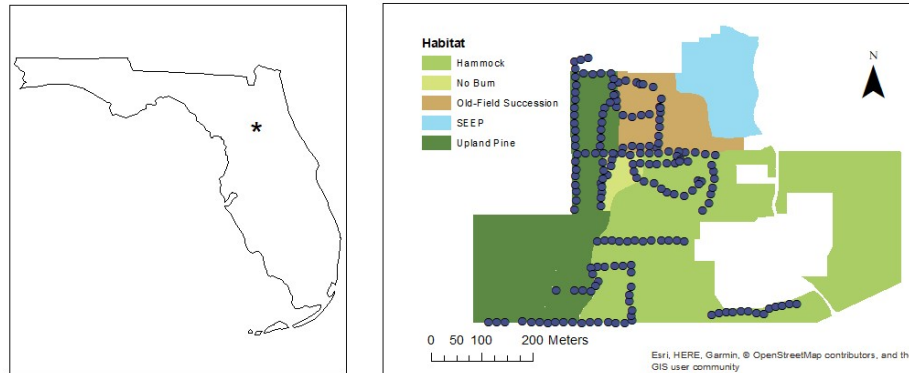 *
Habitat
Hammock
No Burn
Old-Field Succession
SEEP
Upland Pine
N
0 50 100 200 Meters
Esri, HERE, Garmin, © OpenStreetMap contributors, and the
GIS user community